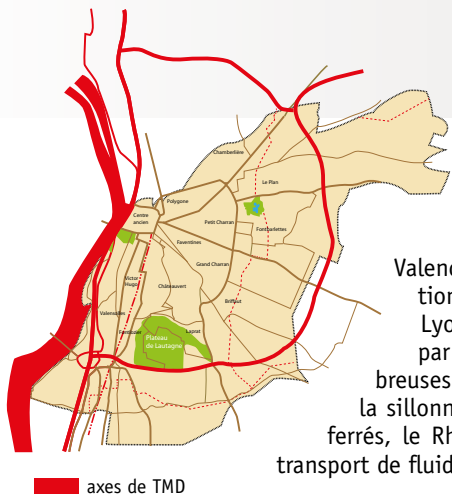 Chamberlière
Le Plan
Polygone
Centre
ancien
Petit Charran
Fontbarlettes
Faventines
Grand Charran
Victor
Hugo
Châteauvert
Briffaut
Valensolles
Fontlozier
Laprat
Plateau
de Lautagne
Valenc
tion
Lyo
par
breuses
la sillonn
ferrés, le Rh
transport de fluid
axes de TMD